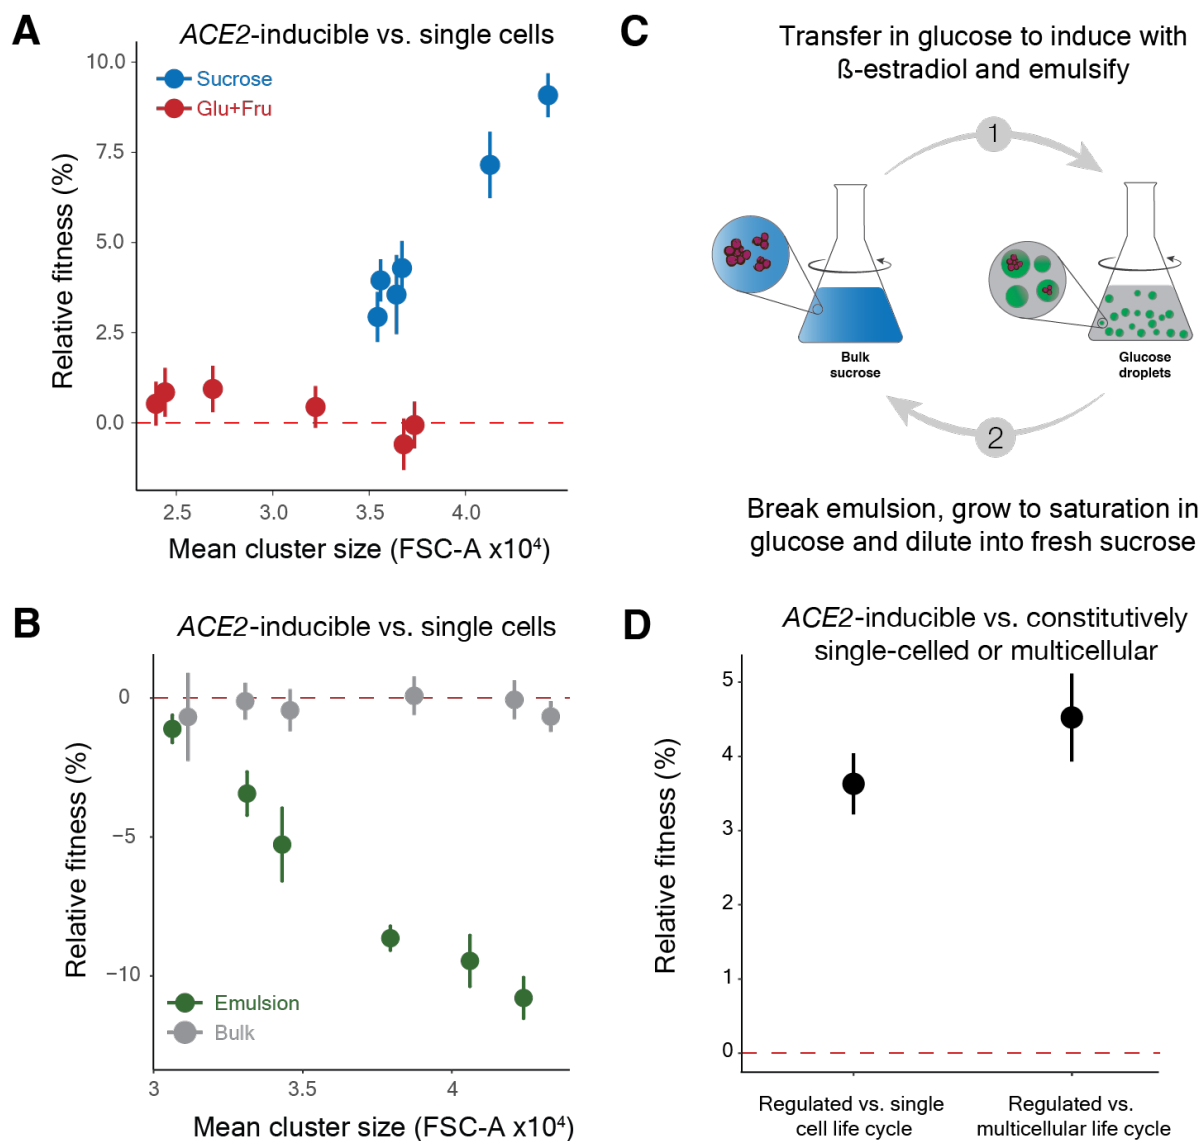 A
ACE2-inducible vs. single cells
10.0
7.5
5.0
2.5
0.0
Relative fitness (%)
Sucrose
Glu+Fru
2.5 3.0 3.5 4.0
Mean cluster size (FSC-A x10⁴)
B
ACE2-inducible vs. single cells
0
−5
−10
Relative fitness (%)
Emulsion
Bulk
3 3.5 4
Mean cluster size (FSC-A x10⁴)
C
Transfer in glucose to induce with
ß-estradiol and emulsify
1
Bulk
sucrose
Glucose
droplets
2
Break emulsion, grow to saturation in
glucose and dilute into fresh sucrose
D
ACE2-inducible vs. constitutively
single-celled or multicellular
5
4
3
2
1
0
Relative fitness (%)
Regulated vs. single
cell life cycle
Regulated vs.
multicellular life cycle